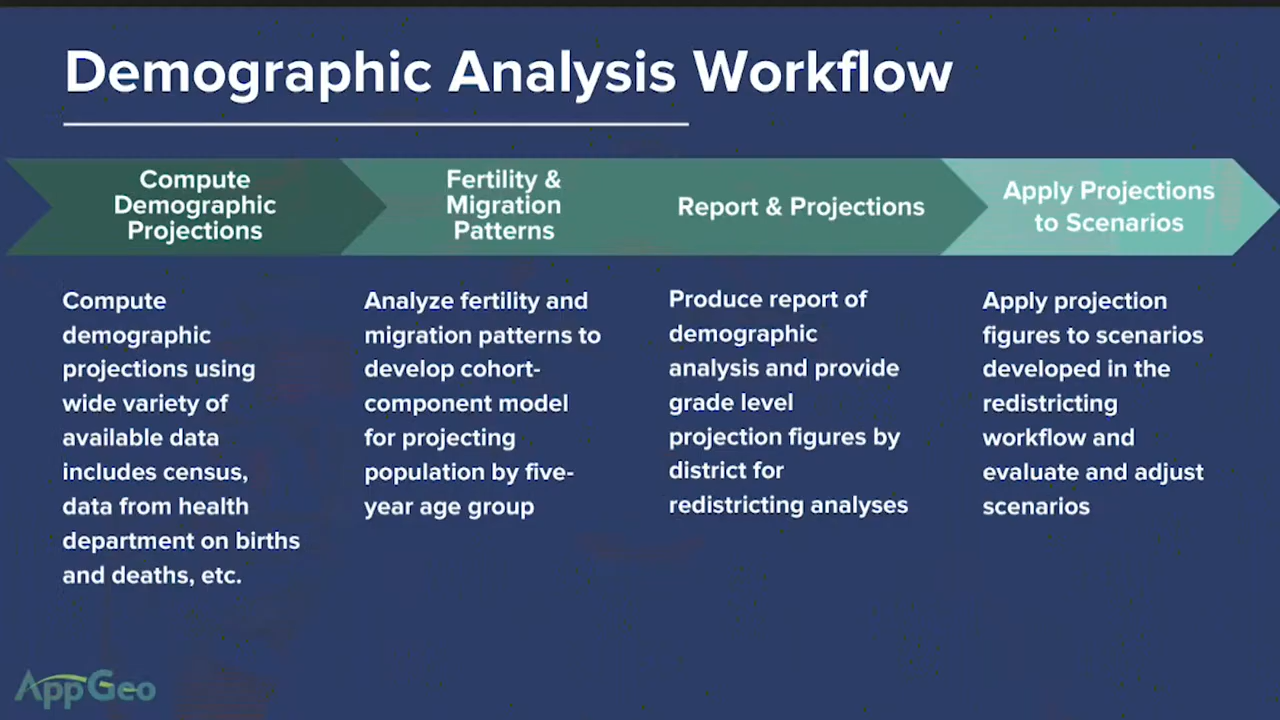 Demographic Analysis Workflow
Compute
Demographic
Projections
Fertility &
Migration
Patterns
Report & Projections
Apply Projections
to Scenarios
Compute
demographic
projections using
wide variety of
available data
includes census,
data from health
department on births
and deaths, etc.
Analyze fertility and
migration patterns to
develop cohort-
component model
for projecting
population by five-
year age group
Produce report of
demographic
analysis and provide
grade level
projection figures by
district for
redistricting analyses
Apply projection
figures to scenarios
developed in the
redistricting
workflow and
evaluate and adjust
scenarios
AppGeo